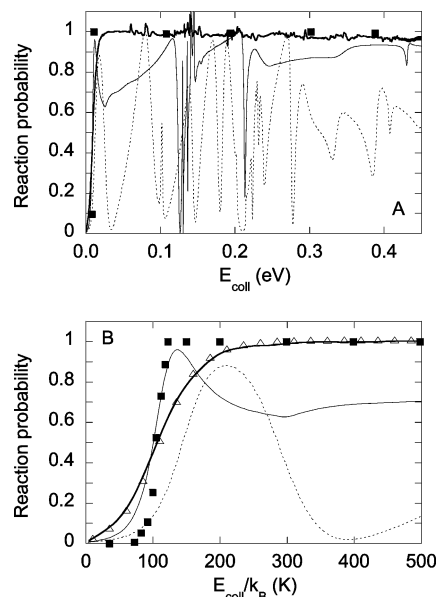 1
0.8
0.6
0.4
0.2
0
Reaction probability
A
0.0 0.1 0.2 0.3 0.4
E_coll (eV)
B
1
0.8
0.6
0.4
0.2
0
Reaction probability
0 100 200 300 400 500
E_coll/k_B (K)